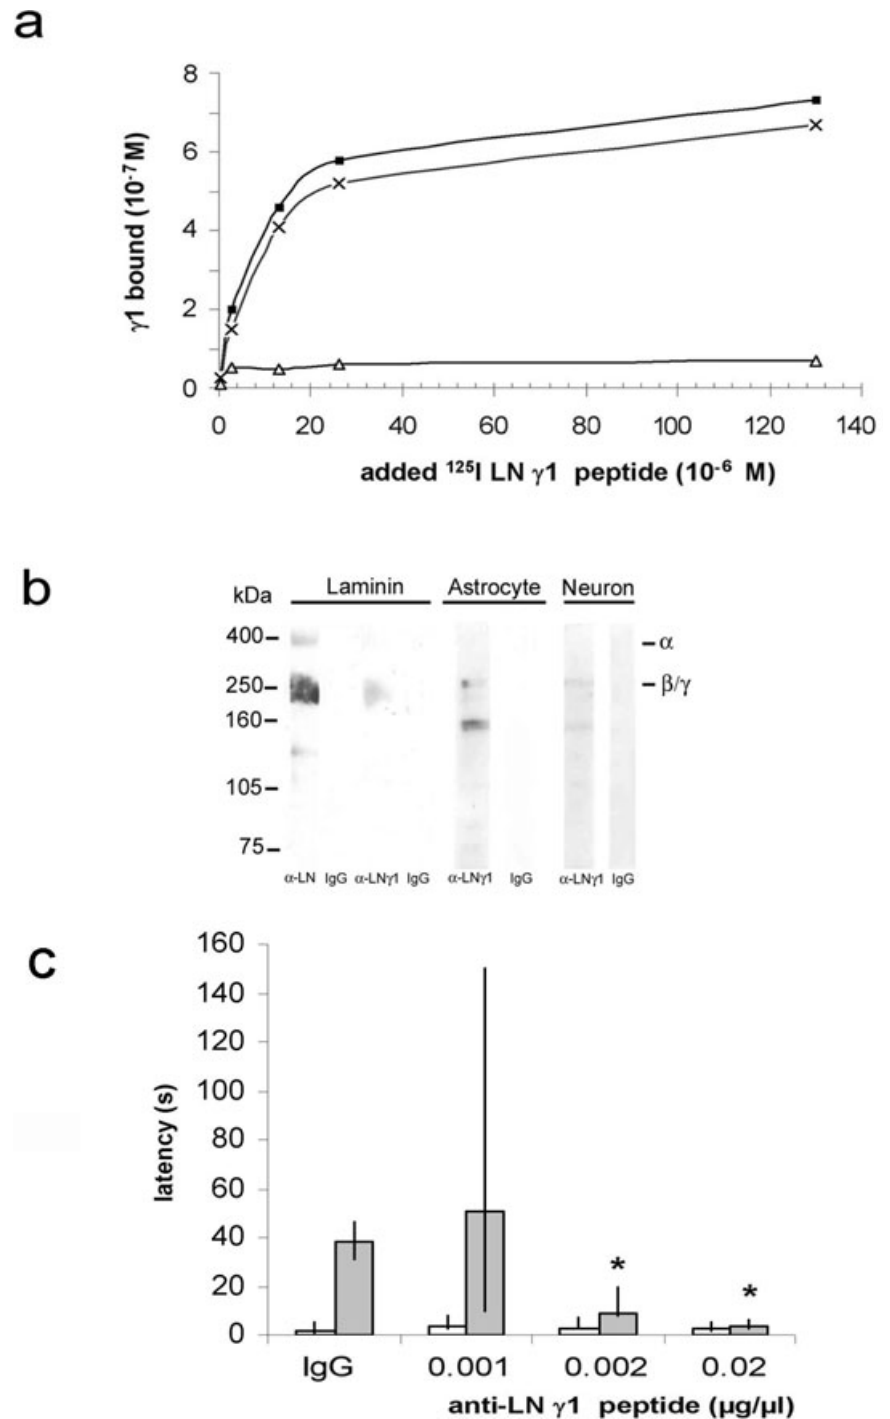 a
8
6
4
2
0
γ1 bound (10⁻⁷M)
0 20 40 60 80 100 120 140
added ¹²⁵I LN γ1 peptide (10⁻⁶ M)
b
kDa Laminin Astrocyte Neuron
400
250
160
105
75
α
β/γ
α-LN IgG α-LNγ1 IgG α-LNγ1 IgG α-LNγ1 IgG
c
160
140
120
100
80
60
40
20
0
latency (s)
* *
IgG 0.001 0.002 0.02
anti-LN γ1 peptide (µg/µl)